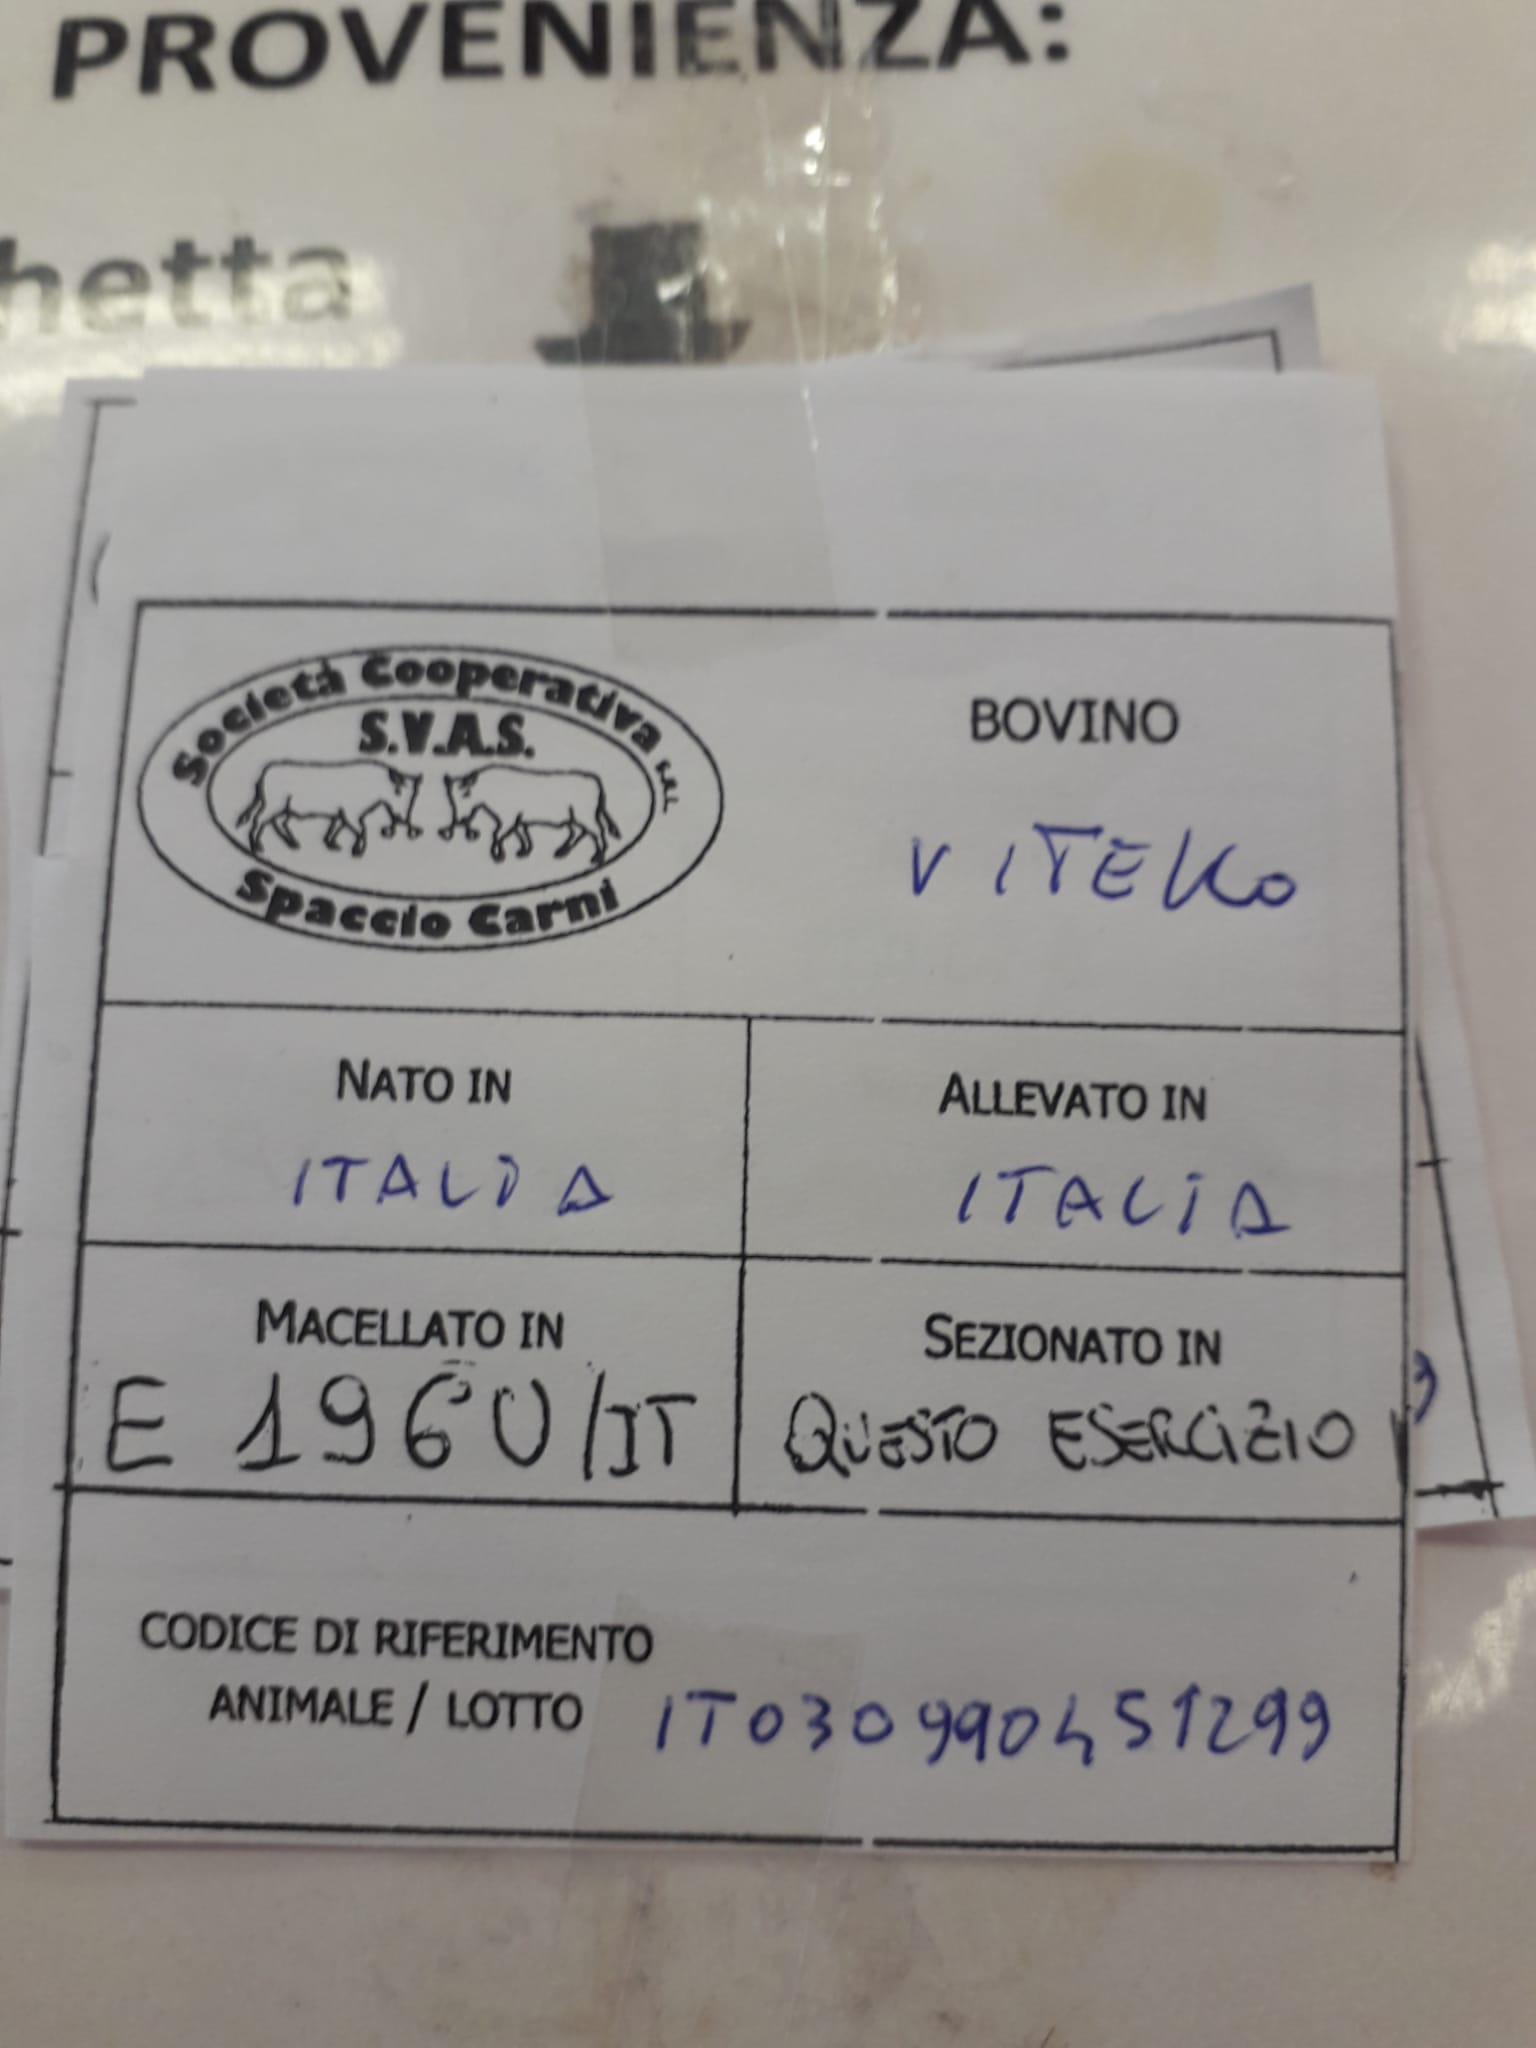 PROVENIENZA:
hetta
Società Cooperativa s.r.l.
S.V.A.S.
Spaccio Carni
BOVINO
VITELLO
NATO IN
ITALIA
ALLEVATO IN
ITALIA
MACELLATO IN
E 196U/IT
SEZIONATO IN
QUESTO ESERCIZIO
CODICE DI RIFERIMENTO
ANIMALE / LOTTO IT030990451299